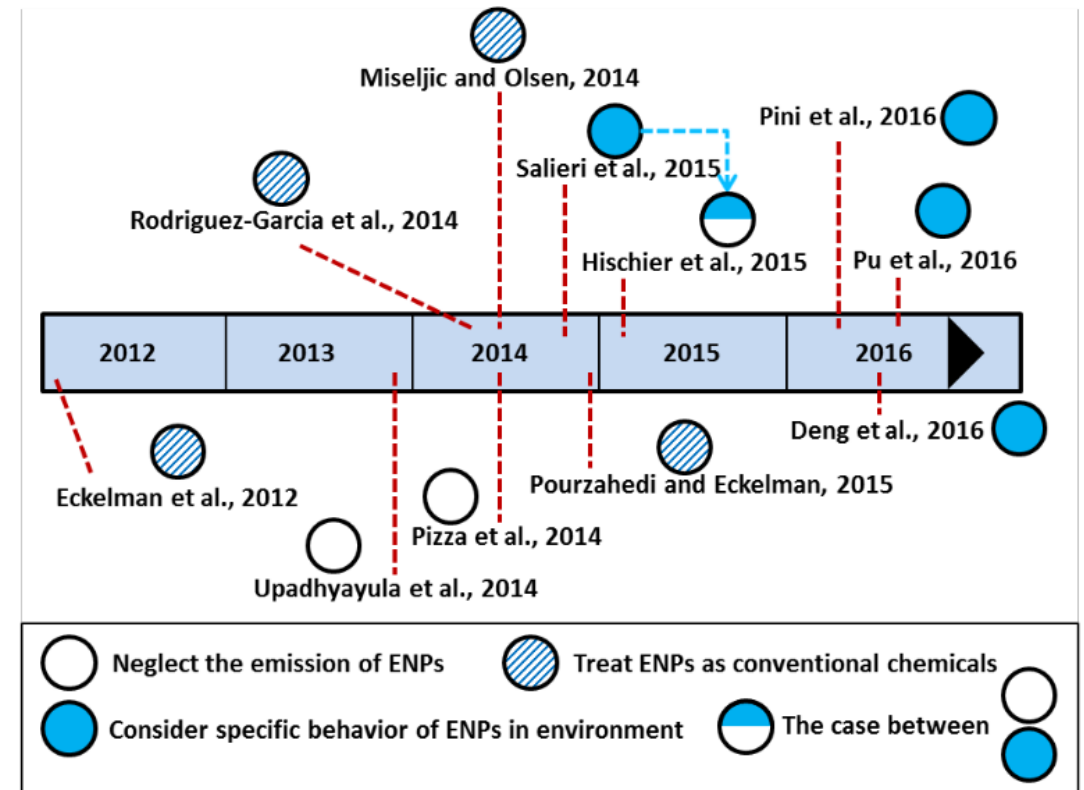 Miseljic and Olsen, 2014
Pini et al., 2016
Salieri et al., 2015
Rodriguez-Garcia et al., 2014
Hischier et al., 2015
Pu et al., 2016
2012
2013
2014
2015
2016
Deng et al., 2016
Eckelman et al., 2012
Pourzahedi and Eckelman, 2015
Pizza et al., 2014
Upadhyayula et al., 2014
Neglect the emission of ENPs
Treat ENPs as conventional chemicals
Consider specific behavior of ENPs in environment
The case between